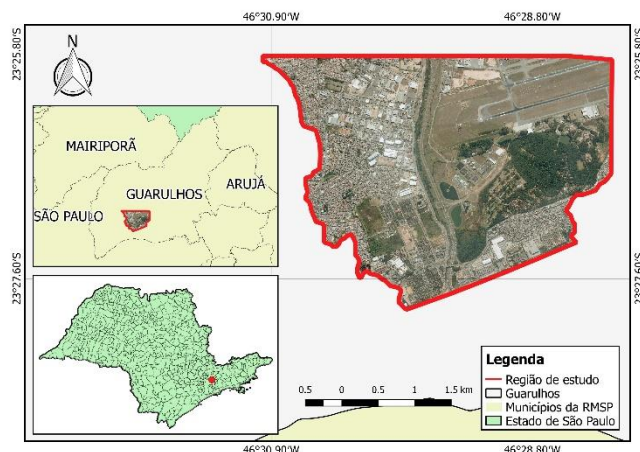 46°30.90'W
46°28.80'W
23°25.80'S
23°25.80'S
N
MAIRIPORÃ
GUARULHOS
ARUJÁ
SÃO PAULO
23°27.60'S
23°27.60'S
0.5 0 0.5 1 1.5 km
Legenda
Região de estudo
Guarulhos
Municípios da RMSP
Estado de São Paulo
46°30.90'W
46°28.80'W